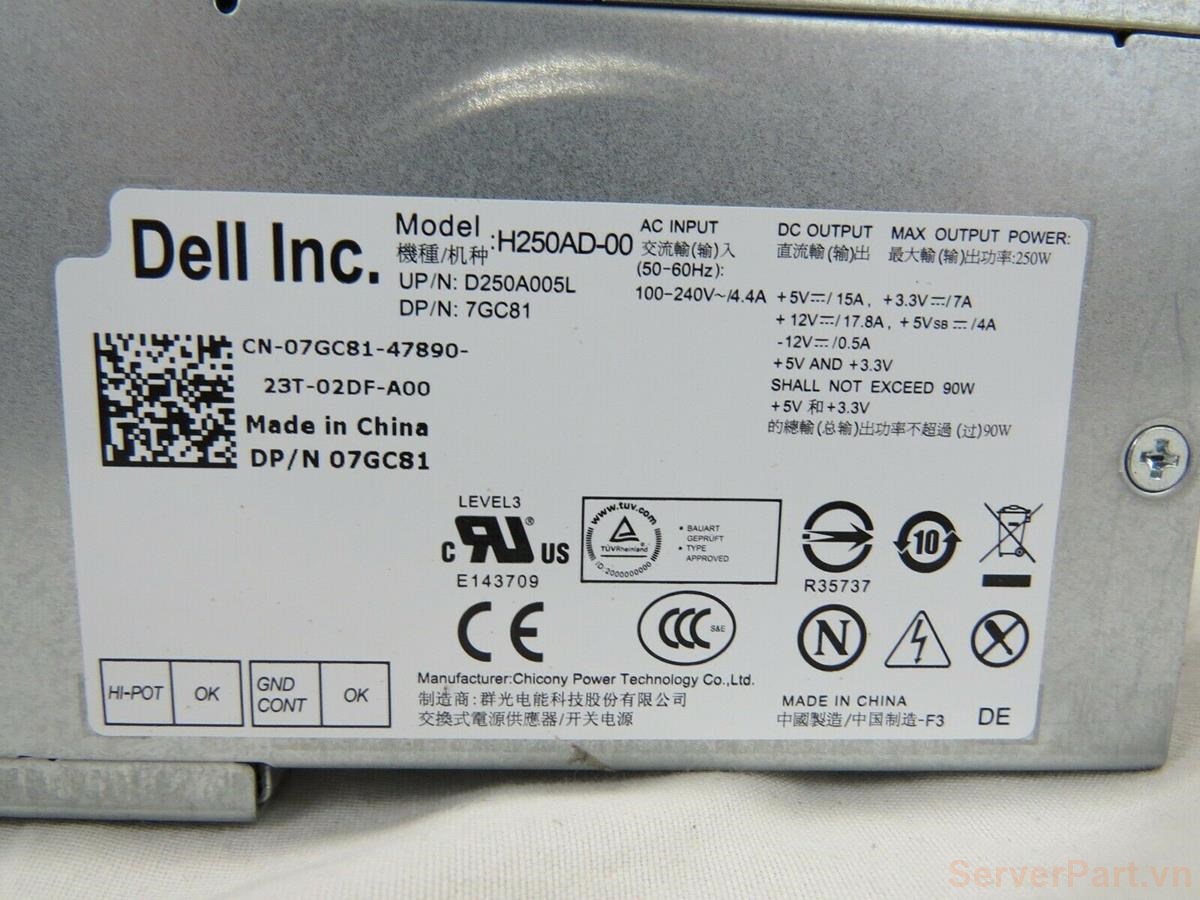 Dell Inc.
Model
機種/机种
:H250AD-00
UP/N: D250A005L
DP/N: 7GC81
AC INPUT
交流輸(输)入
(50-60Hz):
100-240V~/4.4A
DC OUTPUT
直流輸(输)出
MAX OUTPUT POWER:
最大輸(输)出功率:250W
+5V⎓/15A, +3.3V⎓/7A
+12V⎓/17.8A, +5VSB⎓/4A
-12V⎓/0.5A
+5V AND +3.3V
SHALL NOT EXCEED 90W
+5V 和+3.3V
的總輸(总输)出功率不超過(过)90W
CN-07GC81-47890-
23T-02DF-A00
Made in China
DP/N 07GC81
LEVEL3
c RU ® US
E143709
www.tuv.com
TÜVRheinland
ID:2000000000
• BAUART
GEPRÜFT
• TYPE
APPROVED
R35737
10
CE
CCC S&E
N
HI-POT OK
GND CONT OK
Manufacturer:Chicony Power Technology Co.,Ltd.
制造商:群光电能科技股份有限公司
交換式電源供應器/开关电源
MADE IN CHINA
中國製造/中国制造-F3
DE
ServerPart.vn